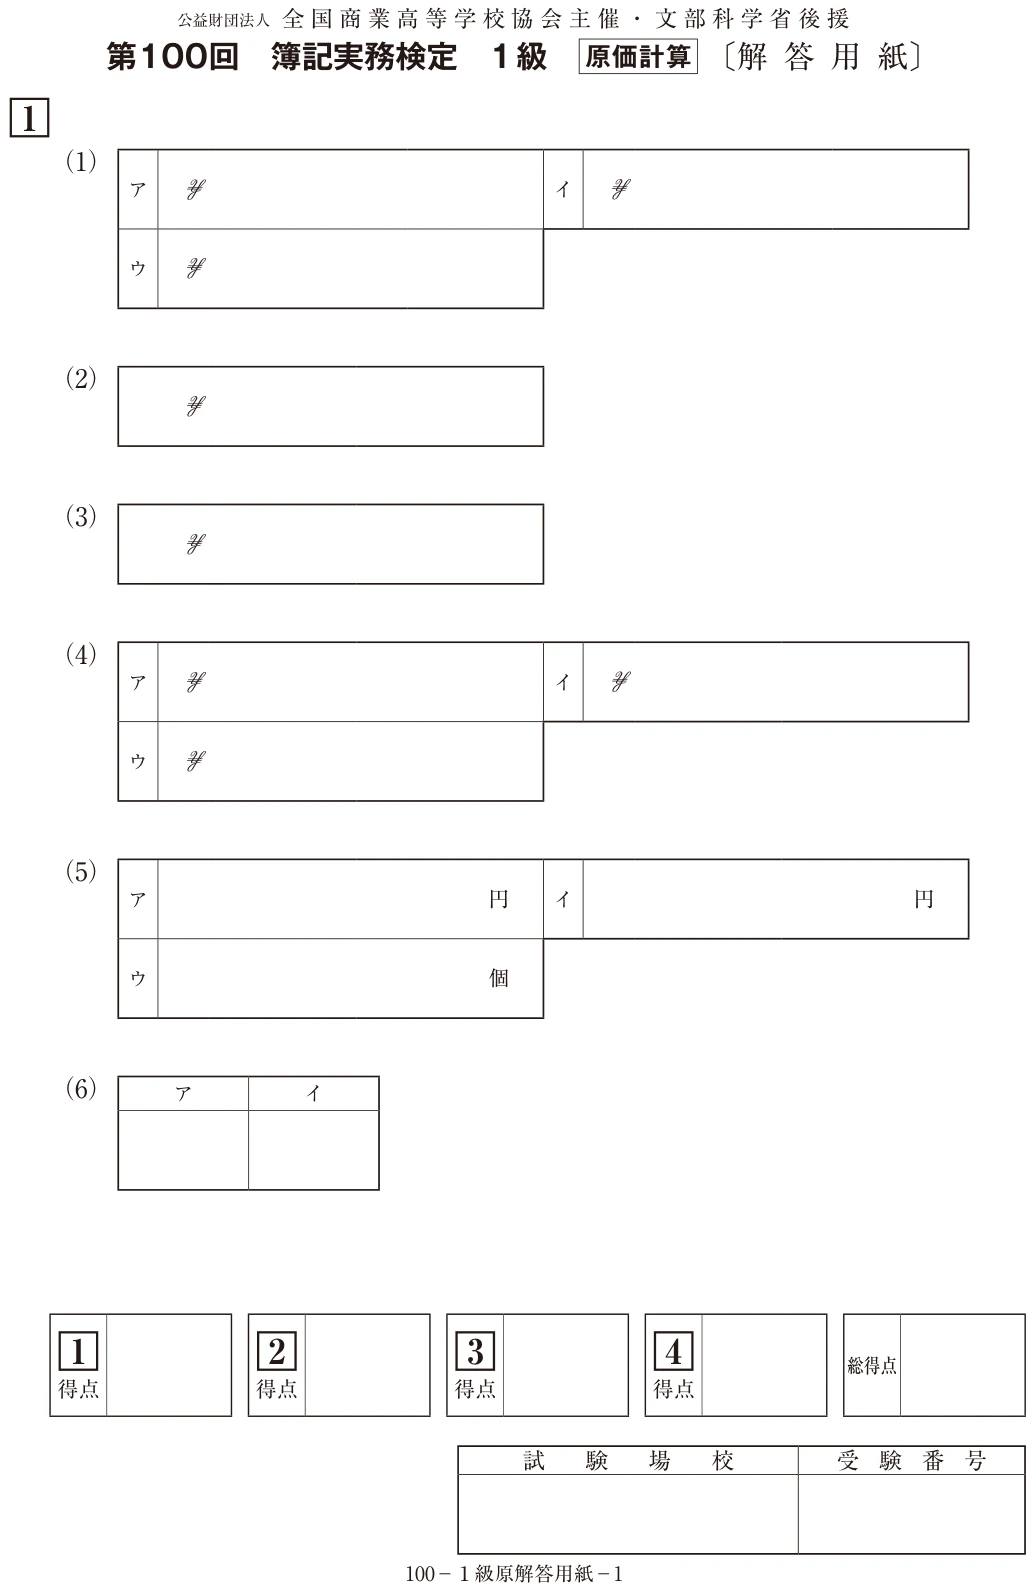 公益財団法人 全国商業高等学校協会主催・文部科学省後援
第100回 簿記実務検定 1級 原価計算 〔解答用紙〕
1
(1)
ア ¥ イ ¥
ウ ¥
(2)
¥
(3)
¥
(4)
ア ¥ イ ¥
ウ ¥
(5)
ア 円 イ 円
ウ 個
(6)
ア イ
1 得点 2 得点 3 得点 4 得点 総得点
試験場校 受験番号
100－1級原解答用紙－1